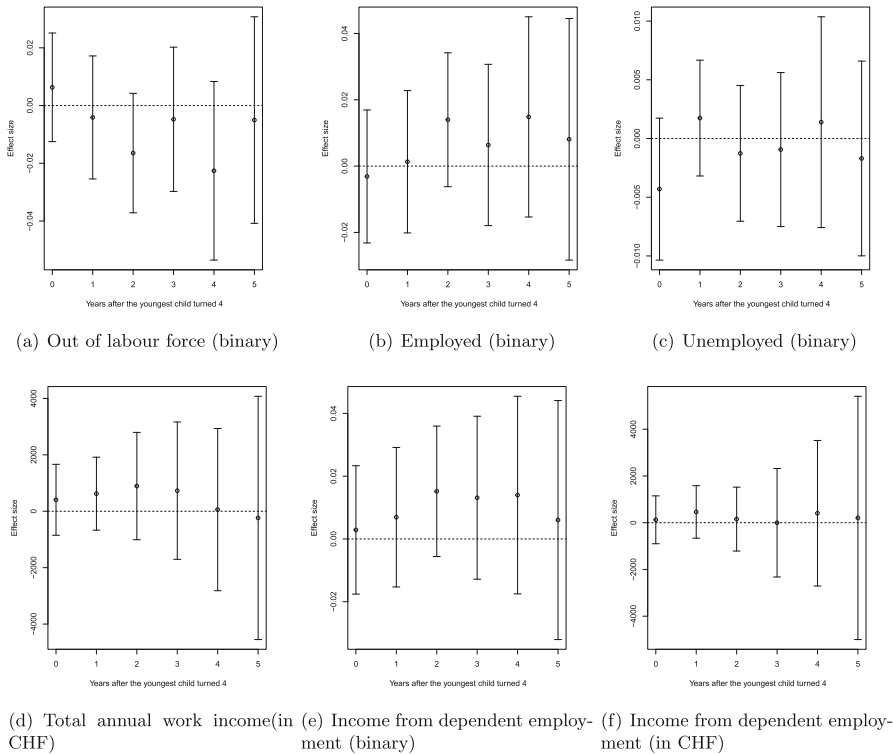 0.02
0.00
−0.02
−0.04
Effect size
0 1 2 3 4 5
Years after the youngest child turned 4
(a) Out of labour force (binary)
0.04
0.02
0.00
−0.02
Effect size
0 1 2 3 4 5
Years after the youngest child turned 4
(b) Employed (binary)
0.010
0.005
0.000
−0.005
−0.010
Effect size
0 1 2 3 4 5
Years after the youngest child turned 4
(c) Unemployed (binary)
4000
2000
0
−2000
−4000
Effect size
0 1 2 3 4 5
Years after the youngest child turned 4
(d) Total annual work income(in
CHF)
0.04
0.02
0.00
−0.02
Effect size
0 1 2 3 4 5
Years after the youngest child turned 4
(e) Income from dependent employ-
ment (binary)
4000
2000
0
−2000
−4000
Effect size
0 1 2 3 4 5
Years after the youngest child turned 4
(f) Income from dependent employ-
ment (in CHF)